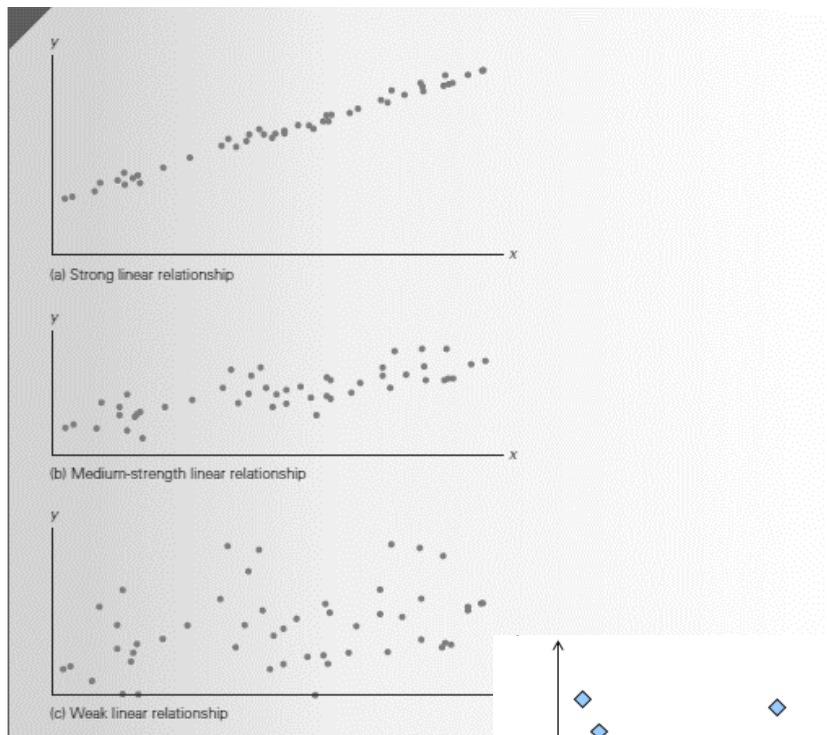 y
x
(a) Strong linear relationship
y
x
(b) Medium-strength linear relationship
y
(c) Weak linear relationship